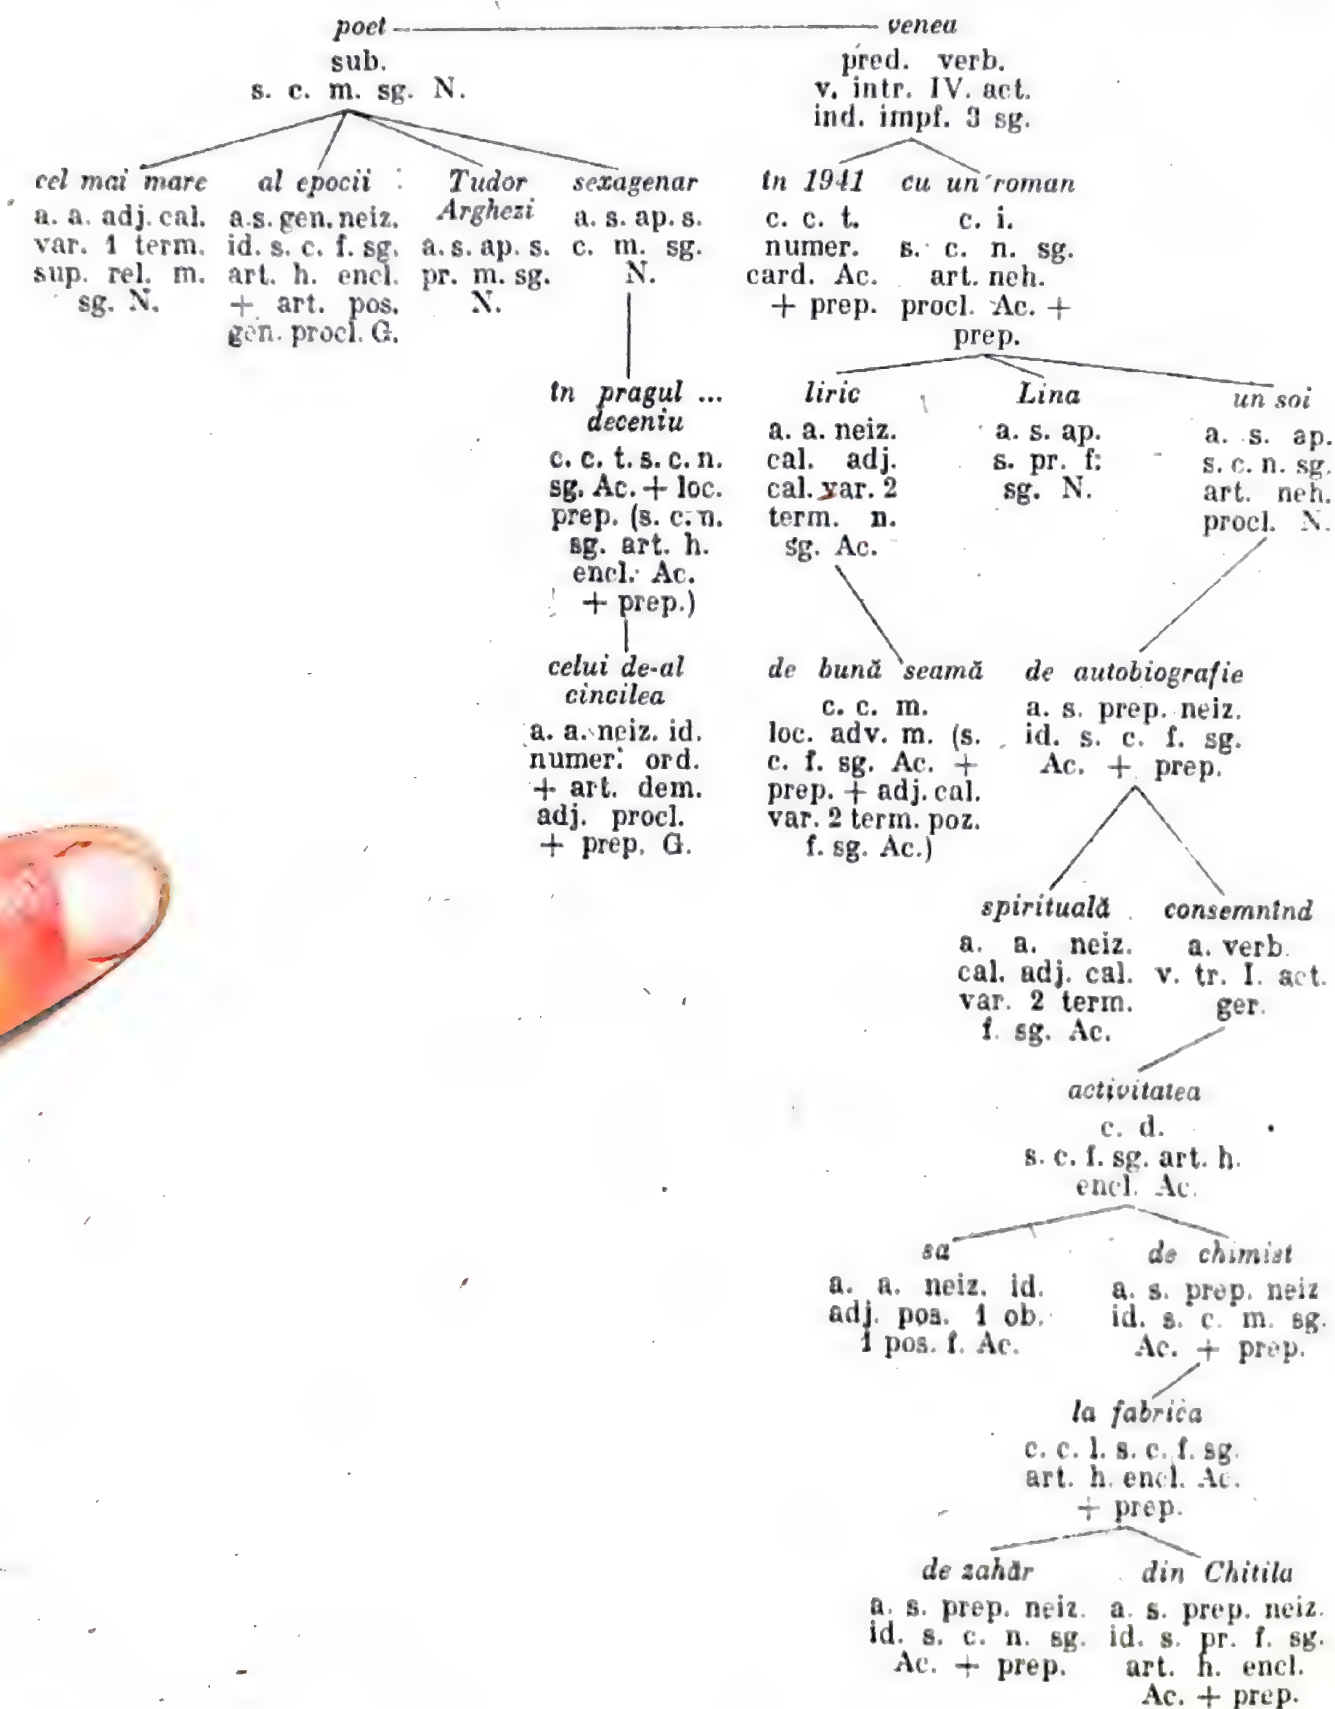 poet venea
sub.
s. c. m. sg. N.
pred. verb.
v. intr. IV. act.
ind. impf. 3 sg.
cel mai mare
a. a. adj. cal.
var. 1 term.
sup. rel. m.
sg. N.
al epocii
a.s. gen. neiz.
id. s. c. f. sg.
art. h. encl.
+ art. pos.
gen. procl. G.
Tudor
Arghezi
a. s. ap. s.
pr. m. sg.
N.
sexagenar
a. s. ap. s.
c. m. sg.
N.
în 1941
c. c. t.
numer.
card. Ac.
+ prep.
cu un roman
c. i.
s. c. n. sg.
art. neh.
procl. Ac. +
prep.
în pragul ...
deceniu
c. c. t. s. c. n.
sg. Ac. + loc.
prep. (s. c. n.
sg. art. h.
encl. Ac.
+ prep.)
liric
a. a. neiz.
cal. adj.
cal. var. 2
term. n.
sg. Ac.
Lina
a. s. ap.
s. pr. f.
sg. N.
un soi
a. s. ap.
s. c. n. sg.
art. neh.
procl. N.
celui de-al
cincilea
a. a. neiz. id.
numer. ord.
+ art. dem.
adj. procl.
+ prep. G.
de bună seamă
c. c. m.
loc. adv. m. (s.
c. f. sg. Ac. +
prep. + adj. cal.
var. 2 term. poz.
f. sg. Ac.)
de autobiografie
a. s. prep. neiz.
id. s. c. f. sg.
Ac. + prep.
spirituală
a. a. neiz.
cal. adj. cal.
var. 2 term.
f. sg. Ac.
consemnînd
a. verb.
v. tr. I. act.
ger.
activitatea
c. d.
s. c. f. sg. art. h.
encl. Ac.
sa
a. a. neiz. id.
adj. pos. 1 ob.
1 pos. f. Ac.
de chimist
a. s. prep. neiz
id. s. c. m. sg.
Ac. + prep.
la fabrica
c. c. l. s. c. f. sg.
art. h. encl. Ac.
+ prep.
de zahăr
a. s. prep. neiz.
id. s. c. n. sg.
Ac. + prep.
din Chitila
a. s. prep. neiz.
id. s. pr. f. sg.
art. h. encl.
Ac. + prep.